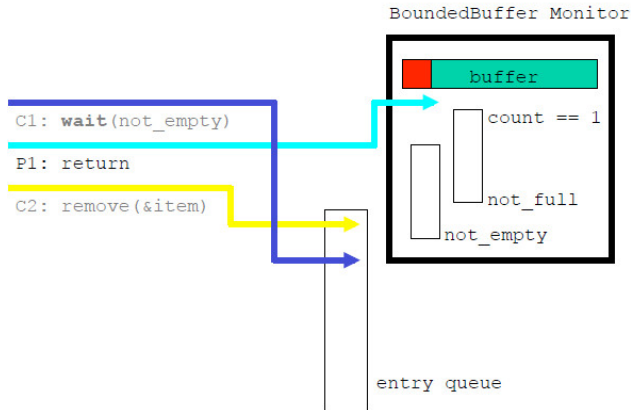 BoundedBuffer Monitor
buffer
C1: wait(not_empty)
count == 1
P1: return
C2: remove(&item)
not_full
not_empty
entry queue